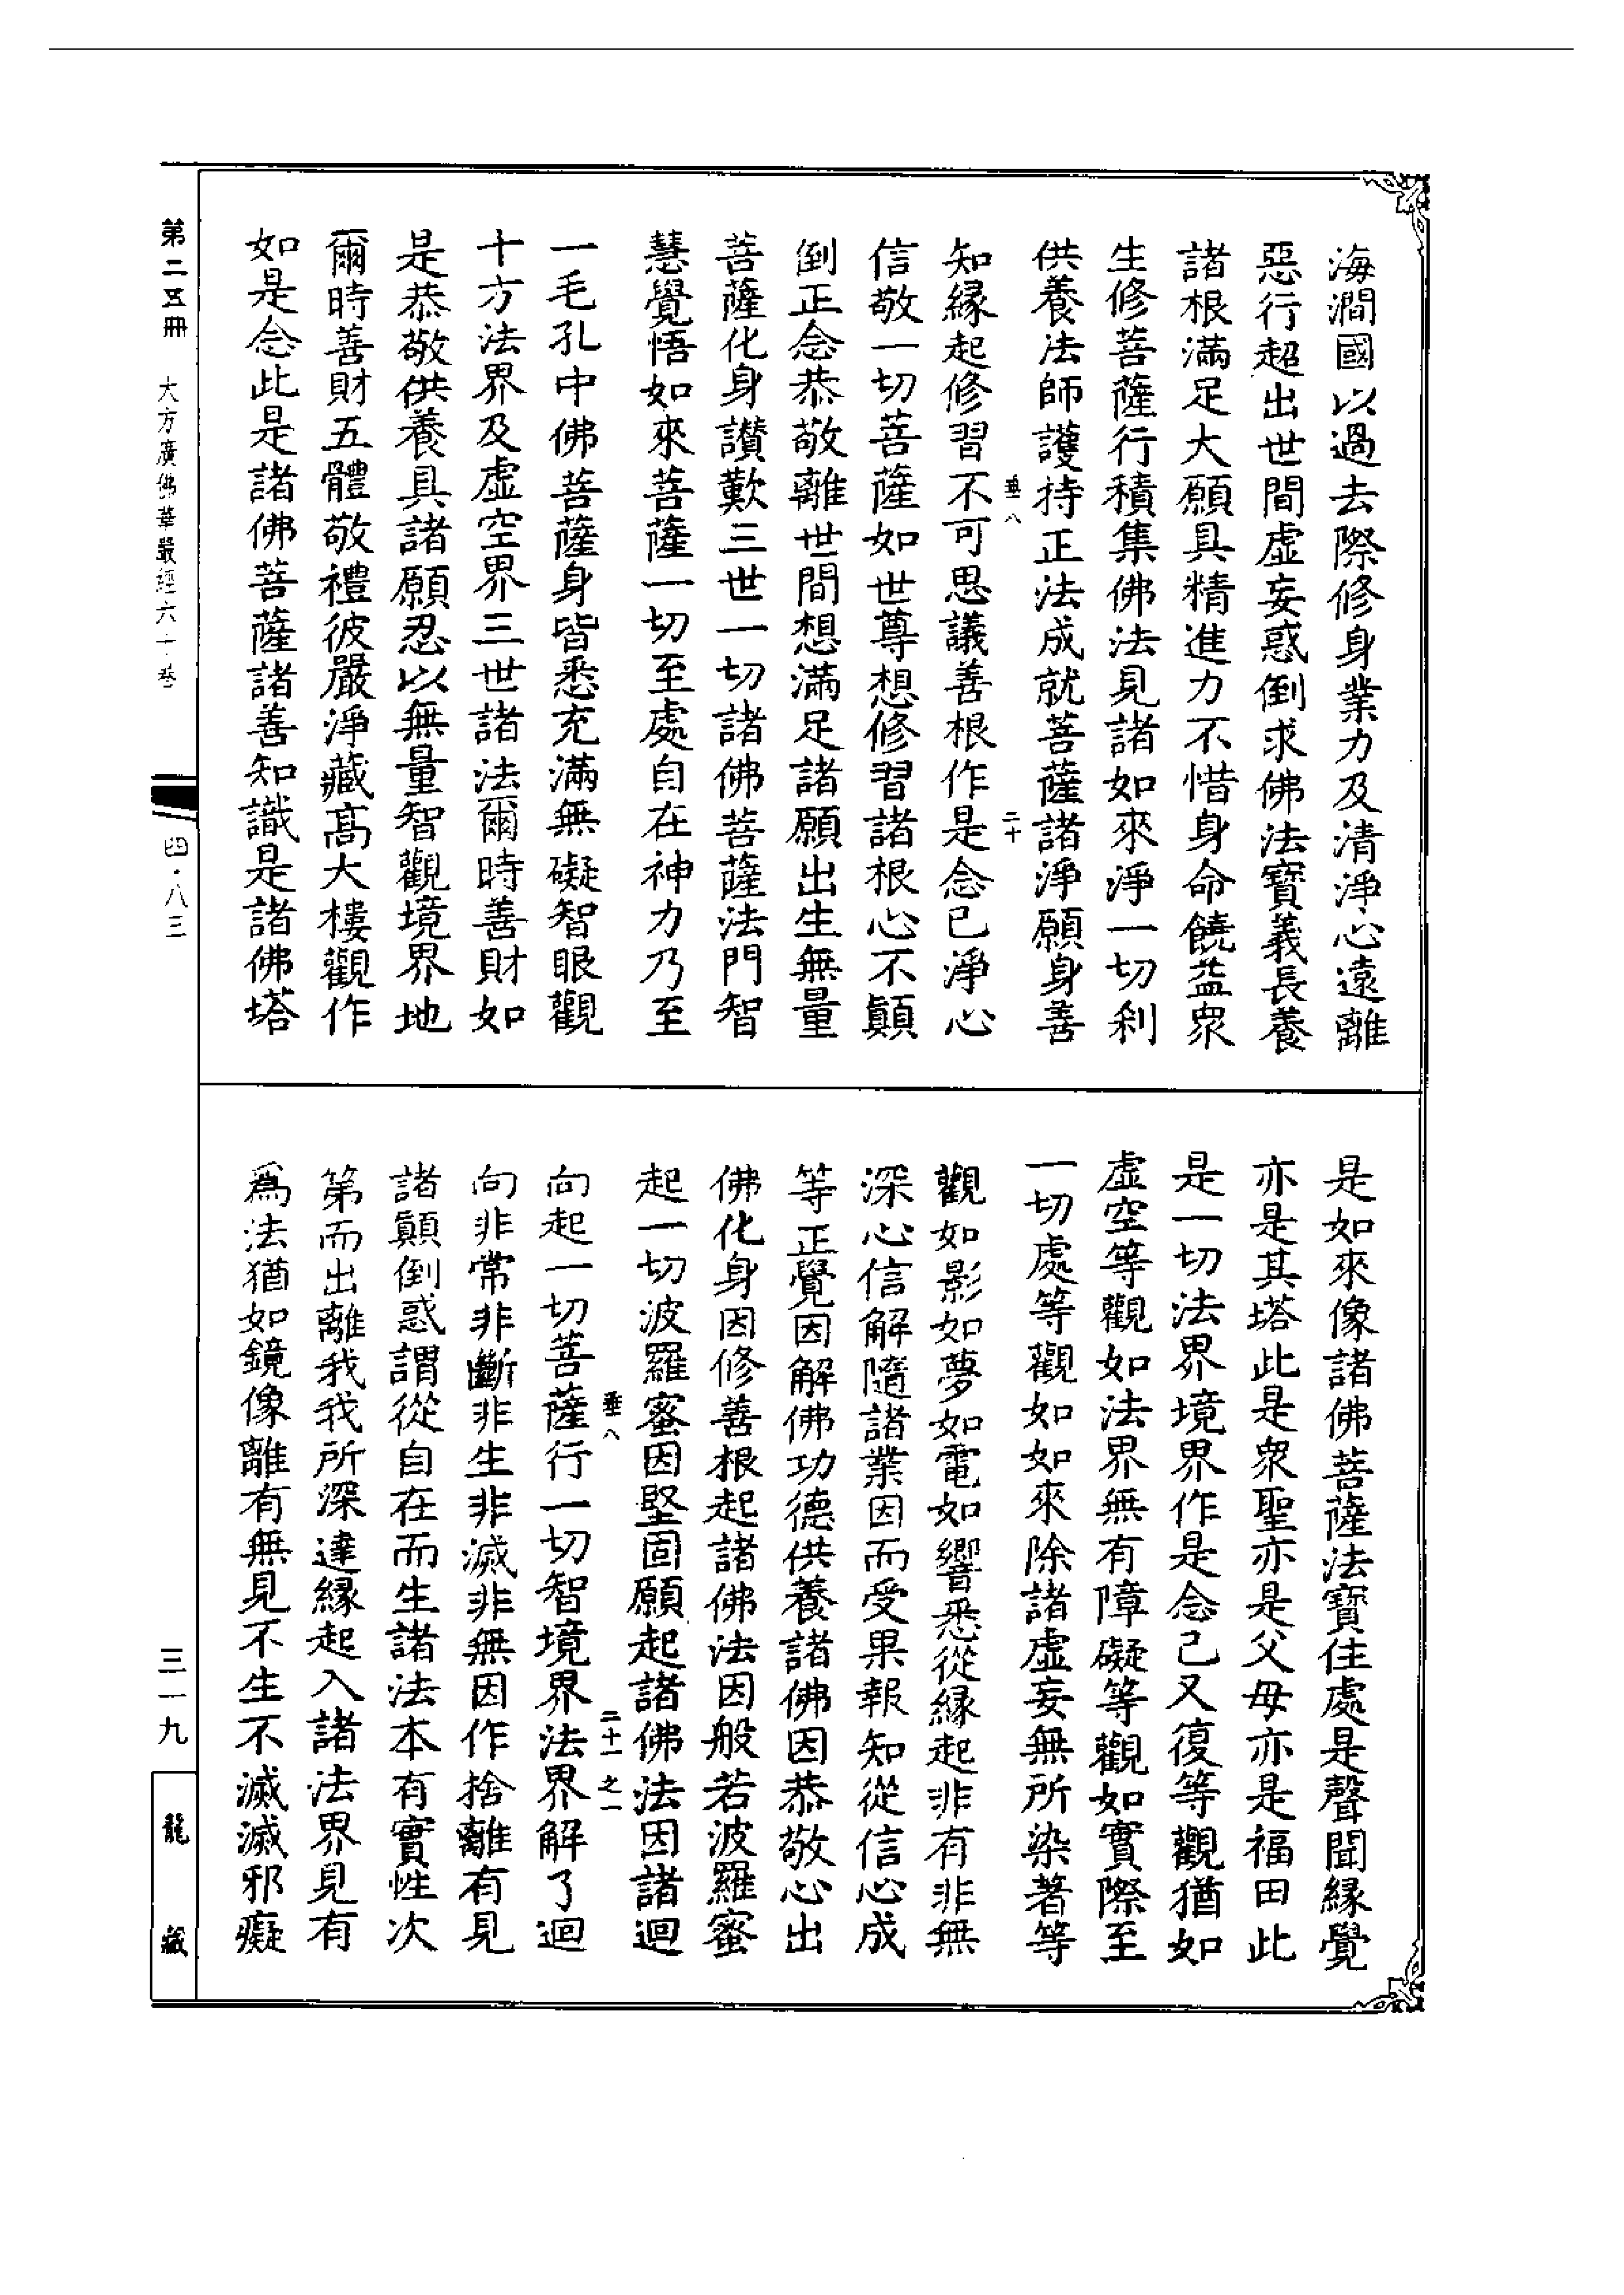 海澗國以過去際修身業力及清淨心遠離
惡行超出世間虛妄惑倒求佛法寶義長養
諸根滿足大願具精進力不惜身命饒益衆
生修菩薩行積集佛法見諸如來淨一切刹
供養法師護持正法成就菩薩諸淨願身善
垂八　二十
知緣起修習不可思議善根作是念已淨心
信敬一切菩薩如世尊想修習諸根心不顛
倒正念恭敬離世間想滿足諸願出生無量
菩薩化身讃歎三世一切諸佛菩薩法門智
慧覺悟如來菩薩一切至處自在神力乃至
一毛孔中佛菩薩身皆悉充滿無礙智眼觀
十方法界及虛空界三世諸法爾時善財如
是恭敬供養具諸願忍以無量智觀境界地
爾時善財五體敬禮彼嚴淨藏高大樓觀作
如是念此是諸佛菩薩諸善知識是諸佛塔
是如來像諸佛菩薩法寶住處是聲聞緣覺
亦是其塔此是衆聖亦是父母亦是福田此
是一切法界境界作是念已又復等觀猶如
虛空等觀如法界無有障礙等觀如實際至
一切處等觀如如來除諸虛妄無所染著等
觀如影如夢如電如響悉從緣起非有非無
深心信解隨諸業因而受果報知從信心成
等正覺因解佛功德供養諸佛因恭敬心出
佛化身因修善根起諸佛法因般若波羅蜜
起一切波羅蜜因堅固願起諸佛法因諸迴
垂八　二十一之一
向起一切菩薩行一切智境界法界解了迴
向非常非斷非生非滅非無因作捨離有見
諸顛倒惑謂從自在而生諸法本有實性次
第而出離我我所深達緣起入諸法界見有
爲法猶如鏡像離有無見不生不滅滅邪癡
第二五冊　大方廣佛華嚴經六十卷
四·八三
三一九
龍藏